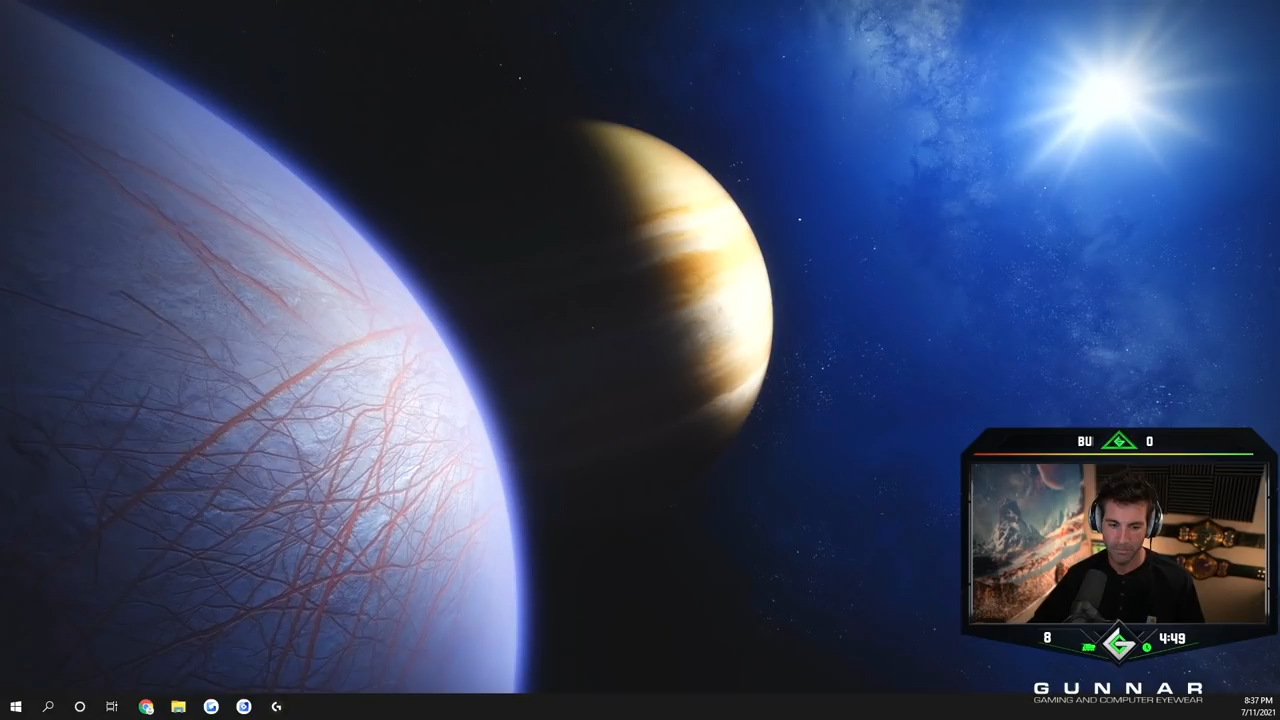 BU 0
8 4:49
GUNNAR
GAMING AND COMPUTER EYEWEAR
8:37 PM
7/11/2021